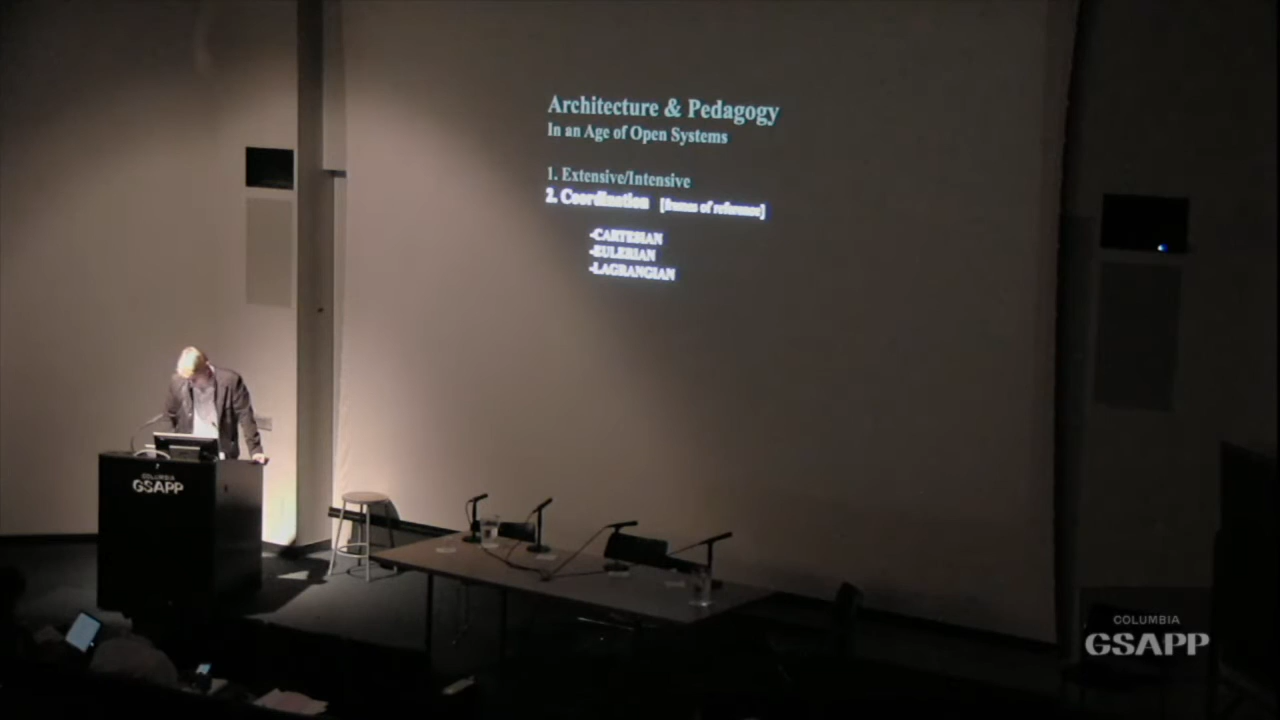 Architecture & Pedagogy
In an Age of Open Systems
1. Extensive/Intensive
2. Coordination [frames of reference]
-CARTESIAN
-EULERIAN
-LAGRANGIAN
COLUMBIA
GSAPP
COLUMBIA
GSAPP